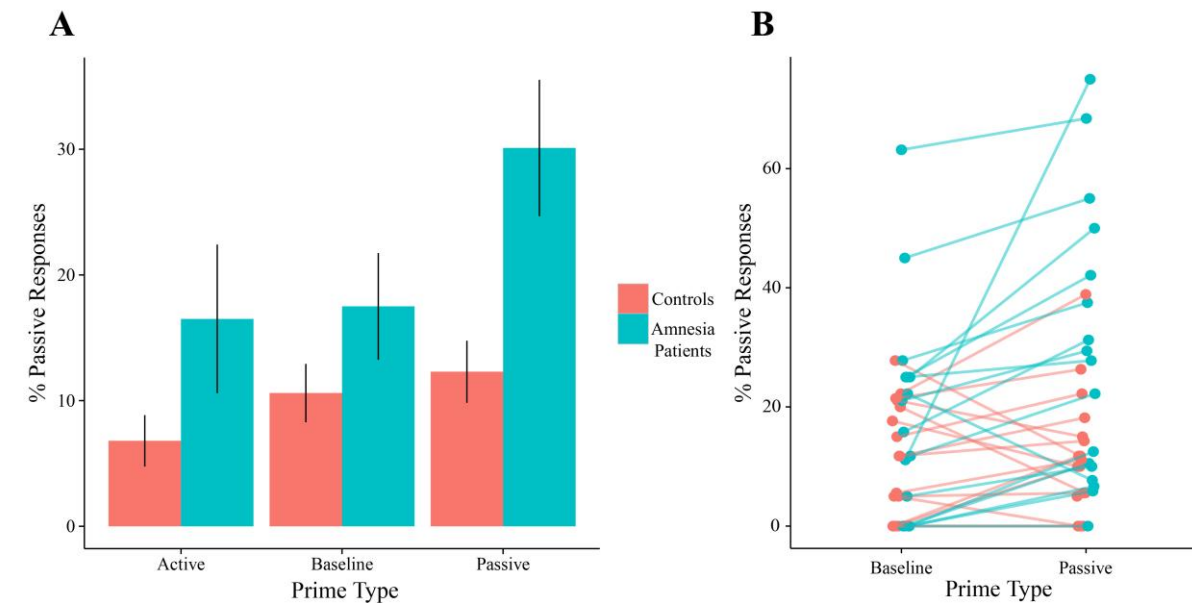 A
% Passive Responses
30
20
10
0
Active
Baseline
Passive
Prime Type
Controls
Amnesia
Patients
B
% Passive Responses
60
40
20
0
Baseline
Passive
Prime Type